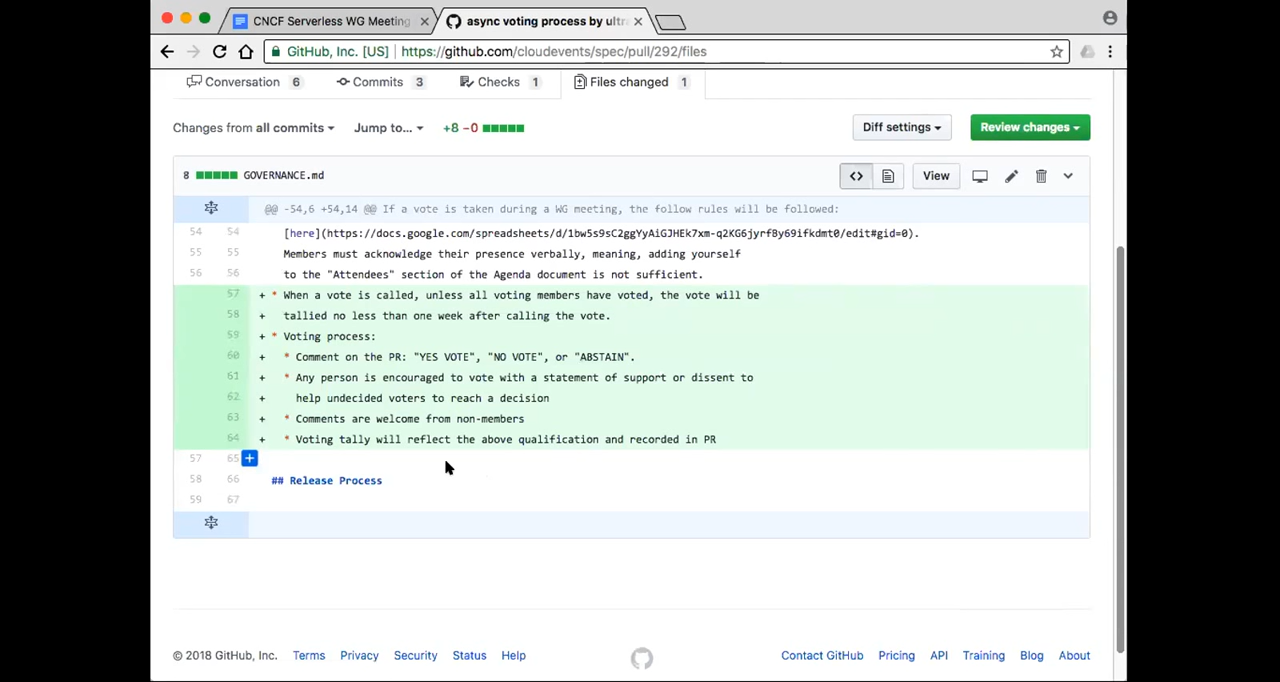 CNCF Serverless WG Meeting
async voting process by ultra
GitHub, Inc. [US] | https://github.com/cloudevents/spec/pull/292/files
Conversation 6 Commits 3 Checks 1 Files changed 1
Changes from all commits Jump to... +8 −0 Diff settings Review changes
8 GOVERNANCE.md <> View
@@ -54,6 +54,14 @@ If a vote is taken during a WG meeting, the follow rules will be followed:
54 54 [here](https://docs.google.com/spreadsheets/d/1bw5s9sC2ggYyAiGJHEk7xm-q2KG6jyrfBy69ifkdmt0/edit#gid=0).
55 55 Members must acknowledge their presence verbally, meaning, adding yourself
56 56 to the "Attendees" section of the Agenda document is not sufficient.
57 + * When a vote is called, unless all voting members have voted, the vote will be
58 + tallied no less than one week after calling the vote.
59 + * Voting process:
60 + * Comment on the PR: "YES VOTE", "NO VOTE", or "ABSTAIN".
61 + * Any person is encouraged to vote with a statement of support or dissent to
62 + help undecided voters to reach a decision
63 + * Comments are welcome from non-members
64 + * Voting tally will reflect the above qualification and recorded in PR
57 65 +
58 66 ## Release Process
59 67
© 2018 GitHub, Inc. Terms Privacy Security Status Help Contact GitHub Pricing API Training Blog About